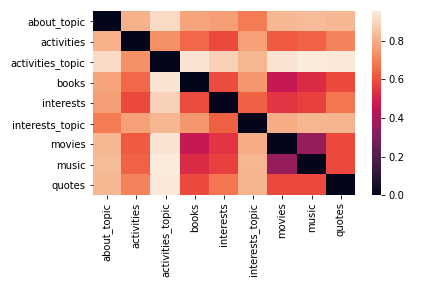 about_topic
activities
activities_topic
books
interests
interests_topic
movies
music
quotes
about_topic
activities
activities_topic
books
interests
interests_topic
movies
music
quotes
0.8
0.6
0.4
0.2
0.0